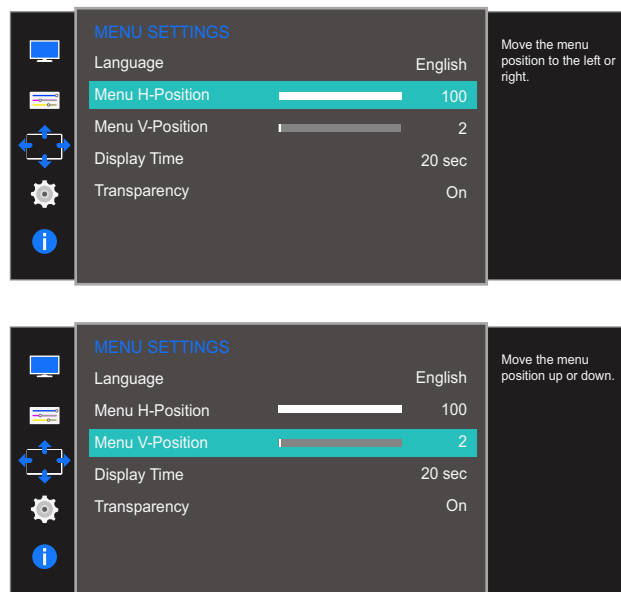 MENU SETTINGS
Language English
Menu H-Position 100
Menu V-Position 2
Display Time 20 sec
Transparency On
Move the menu
position to the left or
right.
MENU SETTINGS
Language English
Menu H-Position 100
Menu V-Position 2
Display Time 20 sec
Transparency On
Move the menu
position up or down.